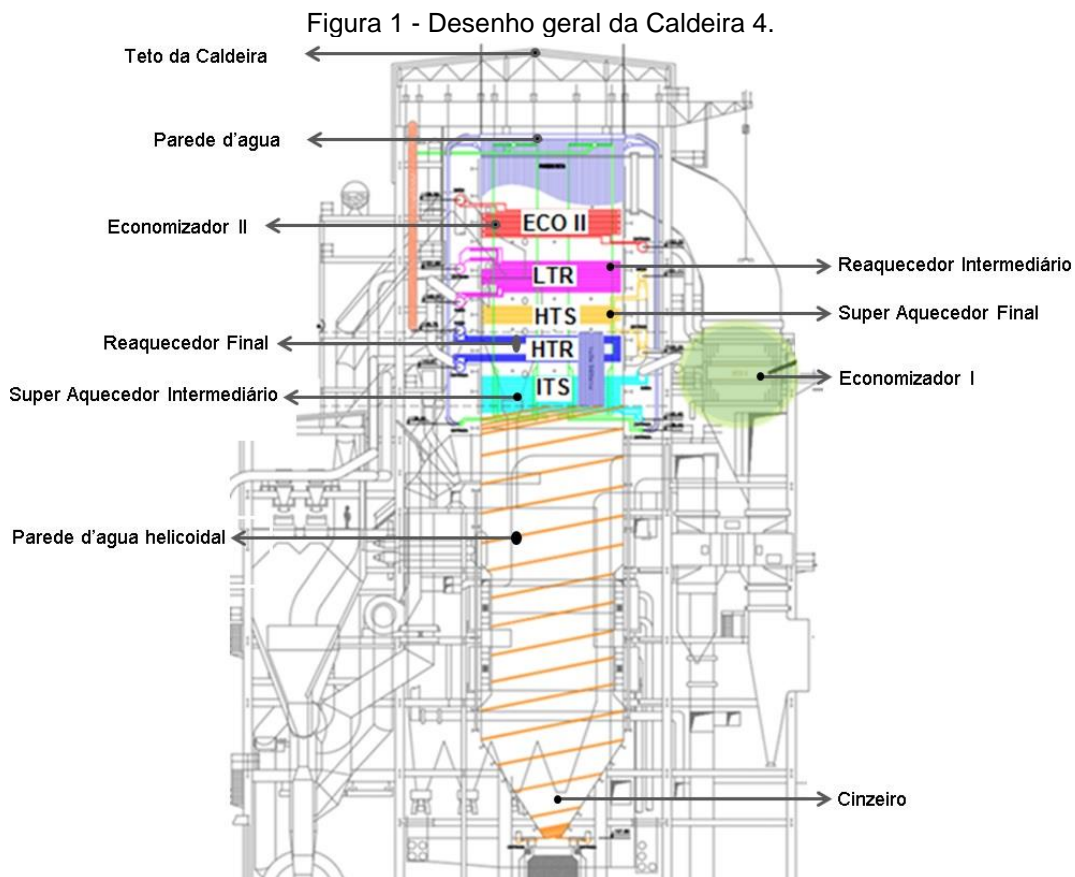 Figura 1 - Desenho geral da Caldeira 4.
Teto da Caldeira
Parede d'agua
Economizador II
ECO II
LTR
Reaquecedor Intermediário
HTS
Super Aquecedor Final
Reaquecedor Final
HTR
Economizador I
Super Aquecedor Intermediário
ITS
Parede d'agua helicoidal
Cinzeiro